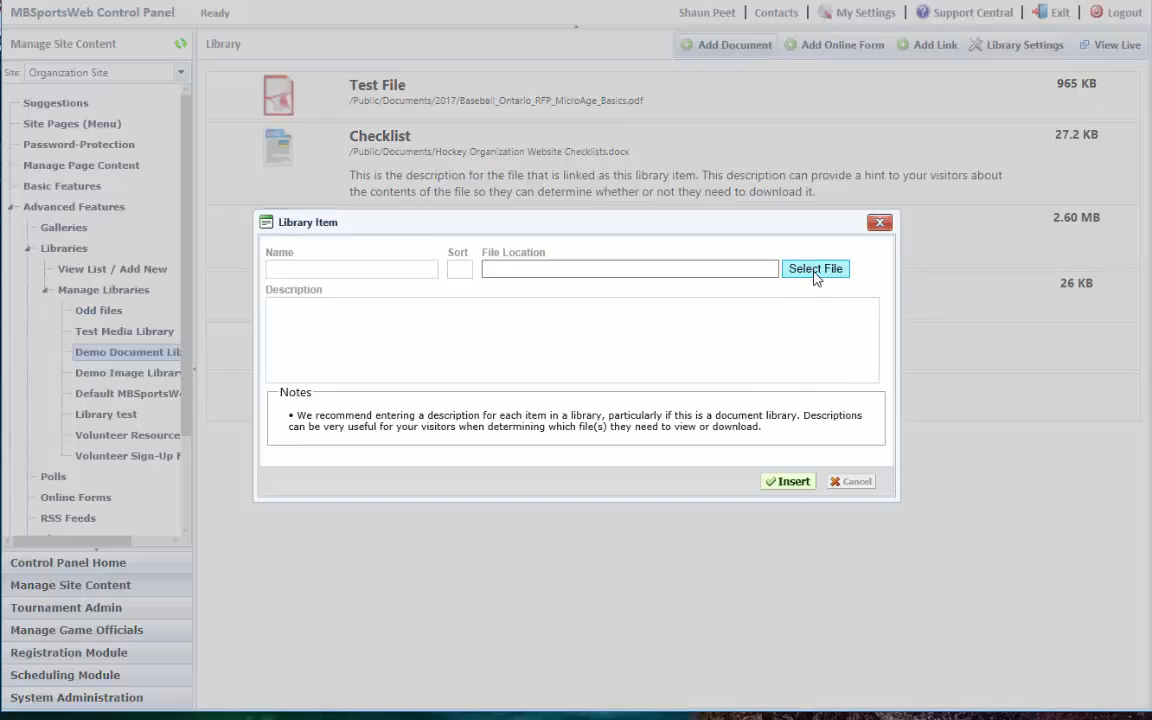 MBSportsWeb Control Panel
Ready
Shaun Peet
Contacts
My Settings
Support Central
Exit
Logout
Manage Site Content
Library
Add Document
Add Online Form
Add Link
Library Settings
View Live
Site:
Organization Site
Suggestions
Site Pages (Menu)
Password-Protection
Manage Page Content
Basic Features
Advanced Features
Galleries
Libraries
View List / Add New
Manage Libraries
Odd files
Test Media Library
Demo Document Lib
Demo Image Librar
Default MBSportsW
Library test
Volunteer Resource
Volunteer Sign-Up F
Polls
Online Forms
RSS Feeds
Control Panel Home
Manage Site Content
Tournament Admin
Manage Game Officials
Registration Module
Scheduling Module
System Administration
Test File
965 KB
/Public/Documents/2017/Baseball_Ontario_RFP_MicroAge_Basics.pdf
Checklist
27.2 KB
/Public/Documents/Hockey Organization Website Checklists.docx
This is the description for the file that is linked as this library item. This description can provide a hint to your visitors about
the contents of the file so they can determine whether or not they need to download it.
2.60 MB
26 KB
Library Item
Name
Sort
File Location
Select File
Description
Notes
• We recommend entering a description for each item in a library, particularly if this is a document library. Descriptions
can be very useful for your visitors when determining which file(s) they need to view or download.
Insert
Cancel